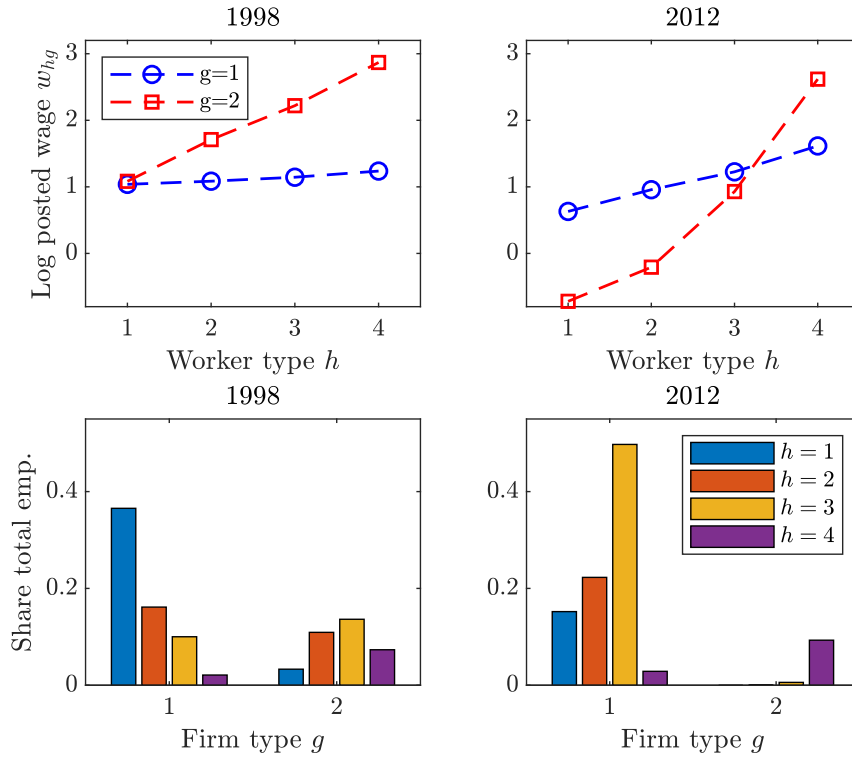 1998
3
2
1
0
Log posted wage w_hg
g=1
g=2
1 2 3 4
Worker type h
2012
3
2
1
0
1 2 3 4
Worker type h
1998
0.4
0.2
0
Share total emp.
1 2
Firm type g
2012
0.4
0.2
0
h = 1
h = 2
h = 3
h = 4
1 2
Firm type g